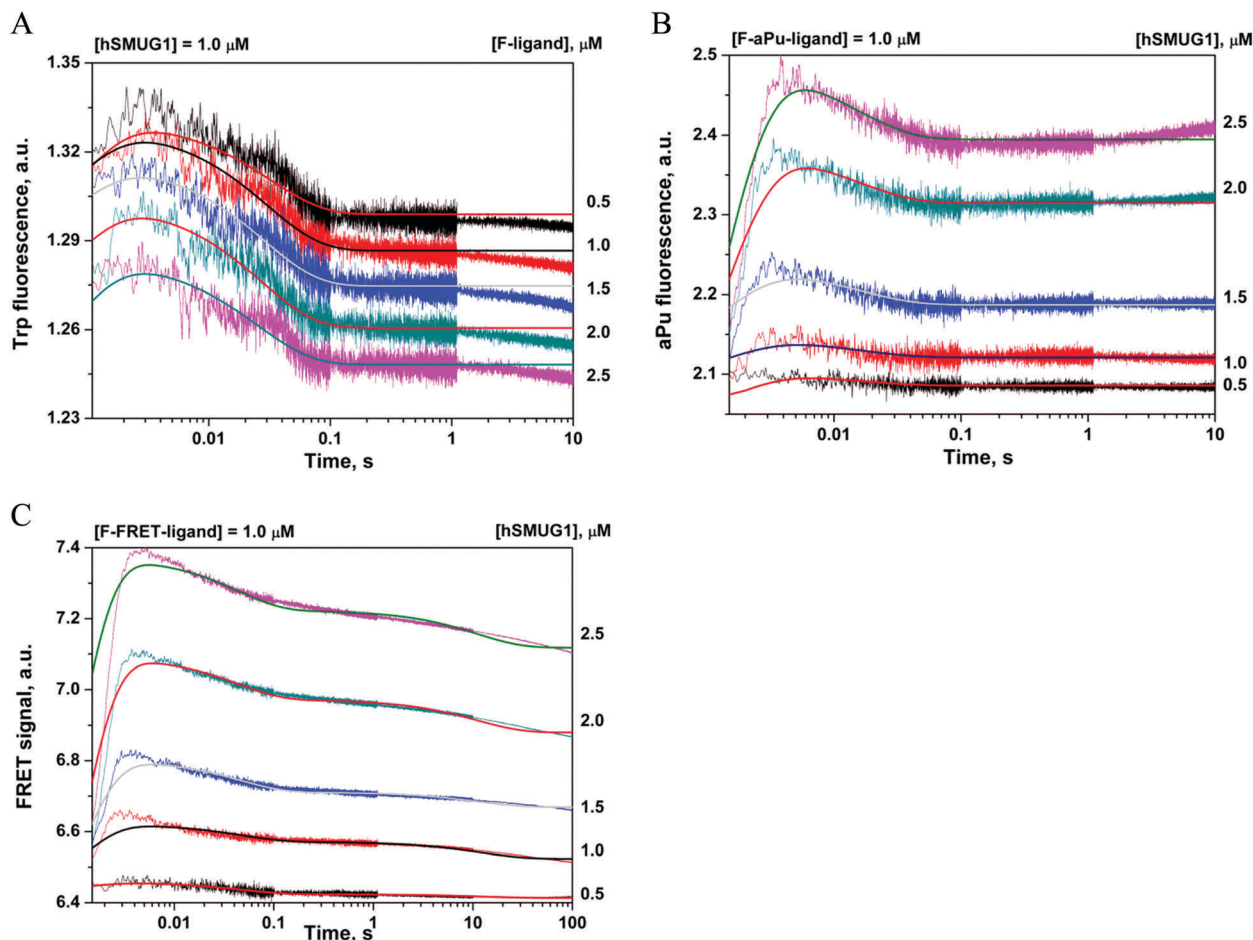 A
[hSMUG1] = 1.0 μM [F-ligand], μM
1.35
1.32
1.29
1.26
1.23
Trp fluorescence, a.u.
0.5
1.0
1.5
2.0
2.5
0.01 0.1 1 10
Time, s
B
[F-aPu-ligand] = 1.0 μM [hSMUG1], μM
2.5
2.4
2.3
2.2
2.1
aPu fluorescence, a.u.
2.5
2.0
1.5
1.0
0.5
0.01 0.1 1 10
Time, s
C
[F-FRET-ligand] = 1.0 μM [hSMUG1], μM
7.4
7.2
7.0
6.8
6.6
6.4
FRET signal, a.u.
2.5
2.0
1.5
1.0
0.5
0.01 0.1 1 10 100
Time, s